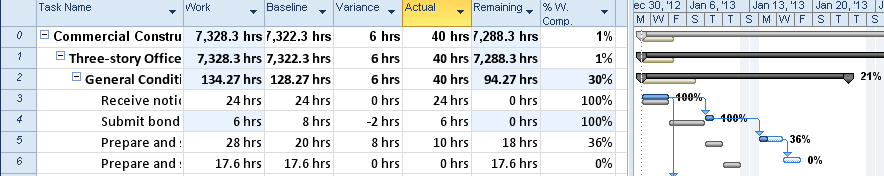 Task Name Work Baseline Variance Actual Remaining % W. Comp. ec 30, '12 Jan 6, '13 Jan 13, '13 Jan 20, '13
M W F S T T S M W F S T T S M W
0 Commercial Constru 7,328.3 hrs 7,322.3 hrs 6 hrs 40 hrs 7,288.3 hrs 1%
1 Three-story Office 7,328.3 hrs 7,322.3 hrs 6 hrs 40 hrs 7,288.3 hrs 1%
2 General Conditi 134.27 hrs 128.27 hrs 6 hrs 40 hrs 94.27 hrs 30% 21%
3 Receive notic 24 hrs 24 hrs 0 hrs 24 hrs 0 hrs 100% 100%
4 Submit bond 6 hrs 8 hrs -2 hrs 6 hrs 0 hrs 100% 100%
5 Prepare and s 28 hrs 20 hrs 8 hrs 10 hrs 18 hrs 36% 36%
6 Prepare and s 17.6 hrs 17.6 hrs 0 hrs 0 hrs 17.6 hrs 0% 0%